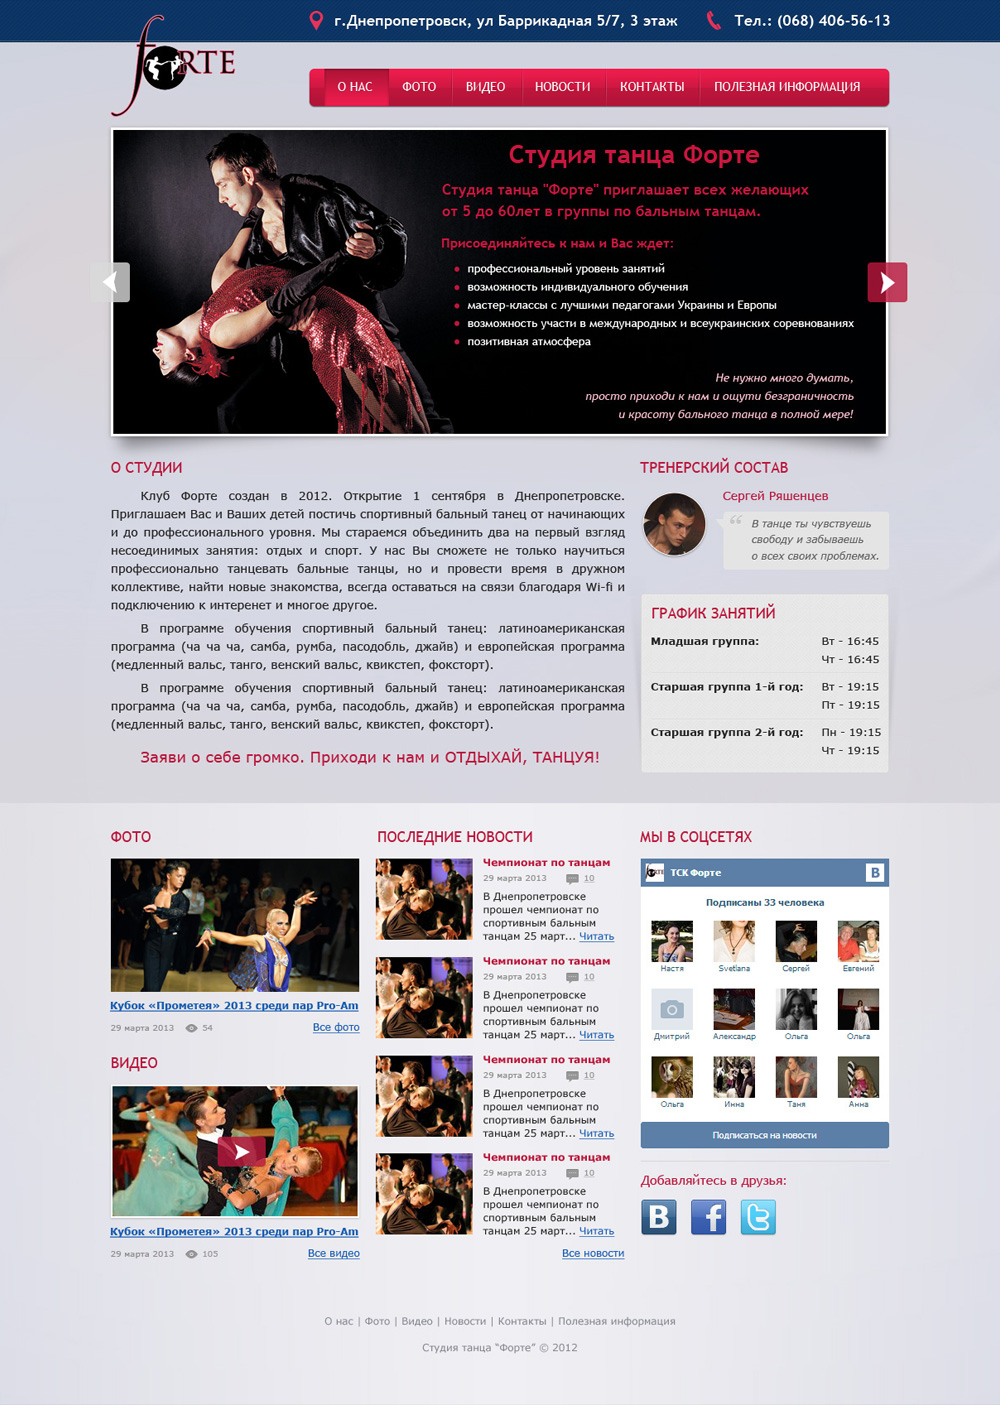 г.Днепропетровск, ул Баррикадная 5/7, 3 этаж
Тел.: (068) 406-56-13
fORTE
О НАС
ФОТО
ВИДЕО
НОВОСТИ
КОНТАКТЫ
ПОЛЕЗНАЯ ИНФОРМАЦИЯ
Студия танца Форте
Студия танца "Форте" приглашает всех желающих
от 5 до 60лет в группы по бальным танцам.
Присоединяйтесь к нам и Вас ждет:
профессиональный уровень занятий
возможность индивидуального обучения
мастер-классы с лучшими педагогами Украины и Европы
возможность участи в международных и всеукраинских соревнованиях
позитивная атмосфера
Не нужно много думать,
просто приходи к нам и ощути безграничность
и красоту бального танца в полной мере!
О СТУДИИ
Клуб Форте создан в 2012. Открытие 1 сентября в Днепропетровске.
Приглашаем Вас и Ваших детей постичь спортивный бальный танец от начинающих
и до профессионального уровня. Мы стараемся объединить два на первый взгляд
несоединимых занятия: отдых и спорт. У нас Вы сможете не только научиться
профессионально танцевать бальные танцы, но и провести время в дружном
коллективе, найти новые знакомства, всегда оставаться на связи благодаря Wi-fi и
подключению к интеренет и многое другое.
В программе обучения спортивный бальный танец: латиноамериканская
программа (ча ча ча, самба, румба, пасодобль, джайв) и европейская программа
(медленный вальс, танго, венский вальс, квикстеп, фоксторт).
В программе обучения спортивный бальный танец: латиноамериканская
программа (ча ча ча, самба, румба, пасодобль, джайв) и европейская программа
(медленный вальс, танго, венский вальс, квикстеп, фоксторт).
Заяви о себе громко. Приходи к нам и ОТДЫХАЙ, ТАНЦУЯ!
ТРЕНЕРСКИЙ СОСТАВ
Сергей Ряшенцев
“ В танце ты чувствуешь
свободу и забываешь
о всех своих проблемах.
ГРАФИК ЗАНЯТИЙ
Младшая группа: Вт - 16:45
Чт - 16:45
Старшая группа 1-й год: Вт - 19:15
Пт - 19:15
Старшая группа 2-й год: Пн - 19:15
Чт - 19:15
ФОТО
Кубок «Прометея» 2013 среди пар Pro-Am
29 марта 2013 54 Все фото
ВИДЕО
Кубок «Прометея» 2013 среди пар Pro-Am
29 марта 2013 105 Все видео
ПОСЛЕДНИЕ НОВОСТИ
Чемпионат по танцам
29 марта 2013 10
В Днепропетровске
прошел чемпионат по
спортивным бальным
танцам 25 март... Читать
Чемпионат по танцам
29 марта 2013 10
В Днепропетровске
прошел чемпионат по
спортивным бальным
танцам 25 март... Читать
Чемпионат по танцам
29 марта 2013 10
В Днепропетровске
прошел чемпионат по
спортивным бальным
танцам 25 март... Читать
Чемпионат по танцам
29 марта 2013 10
В Днепропетровске
прошел чемпионат по
спортивным бальным
танцам 25 март... Читать
Все новости
МЫ В СОЦСЕТЯХ
fORTE ТСК Форте В
Подписаны 33 человека
Настя Svetlana Сергей Евгений
Дмитрий Александр Ольга Ольга
Ольга Инна Таня Анна
Подписаться на новости
Добавляйтесь в друзья:
В f t
О нас | Фото | Видео | Новости | Контакты | Полезная информация
Студия танца “Форте” © 2012